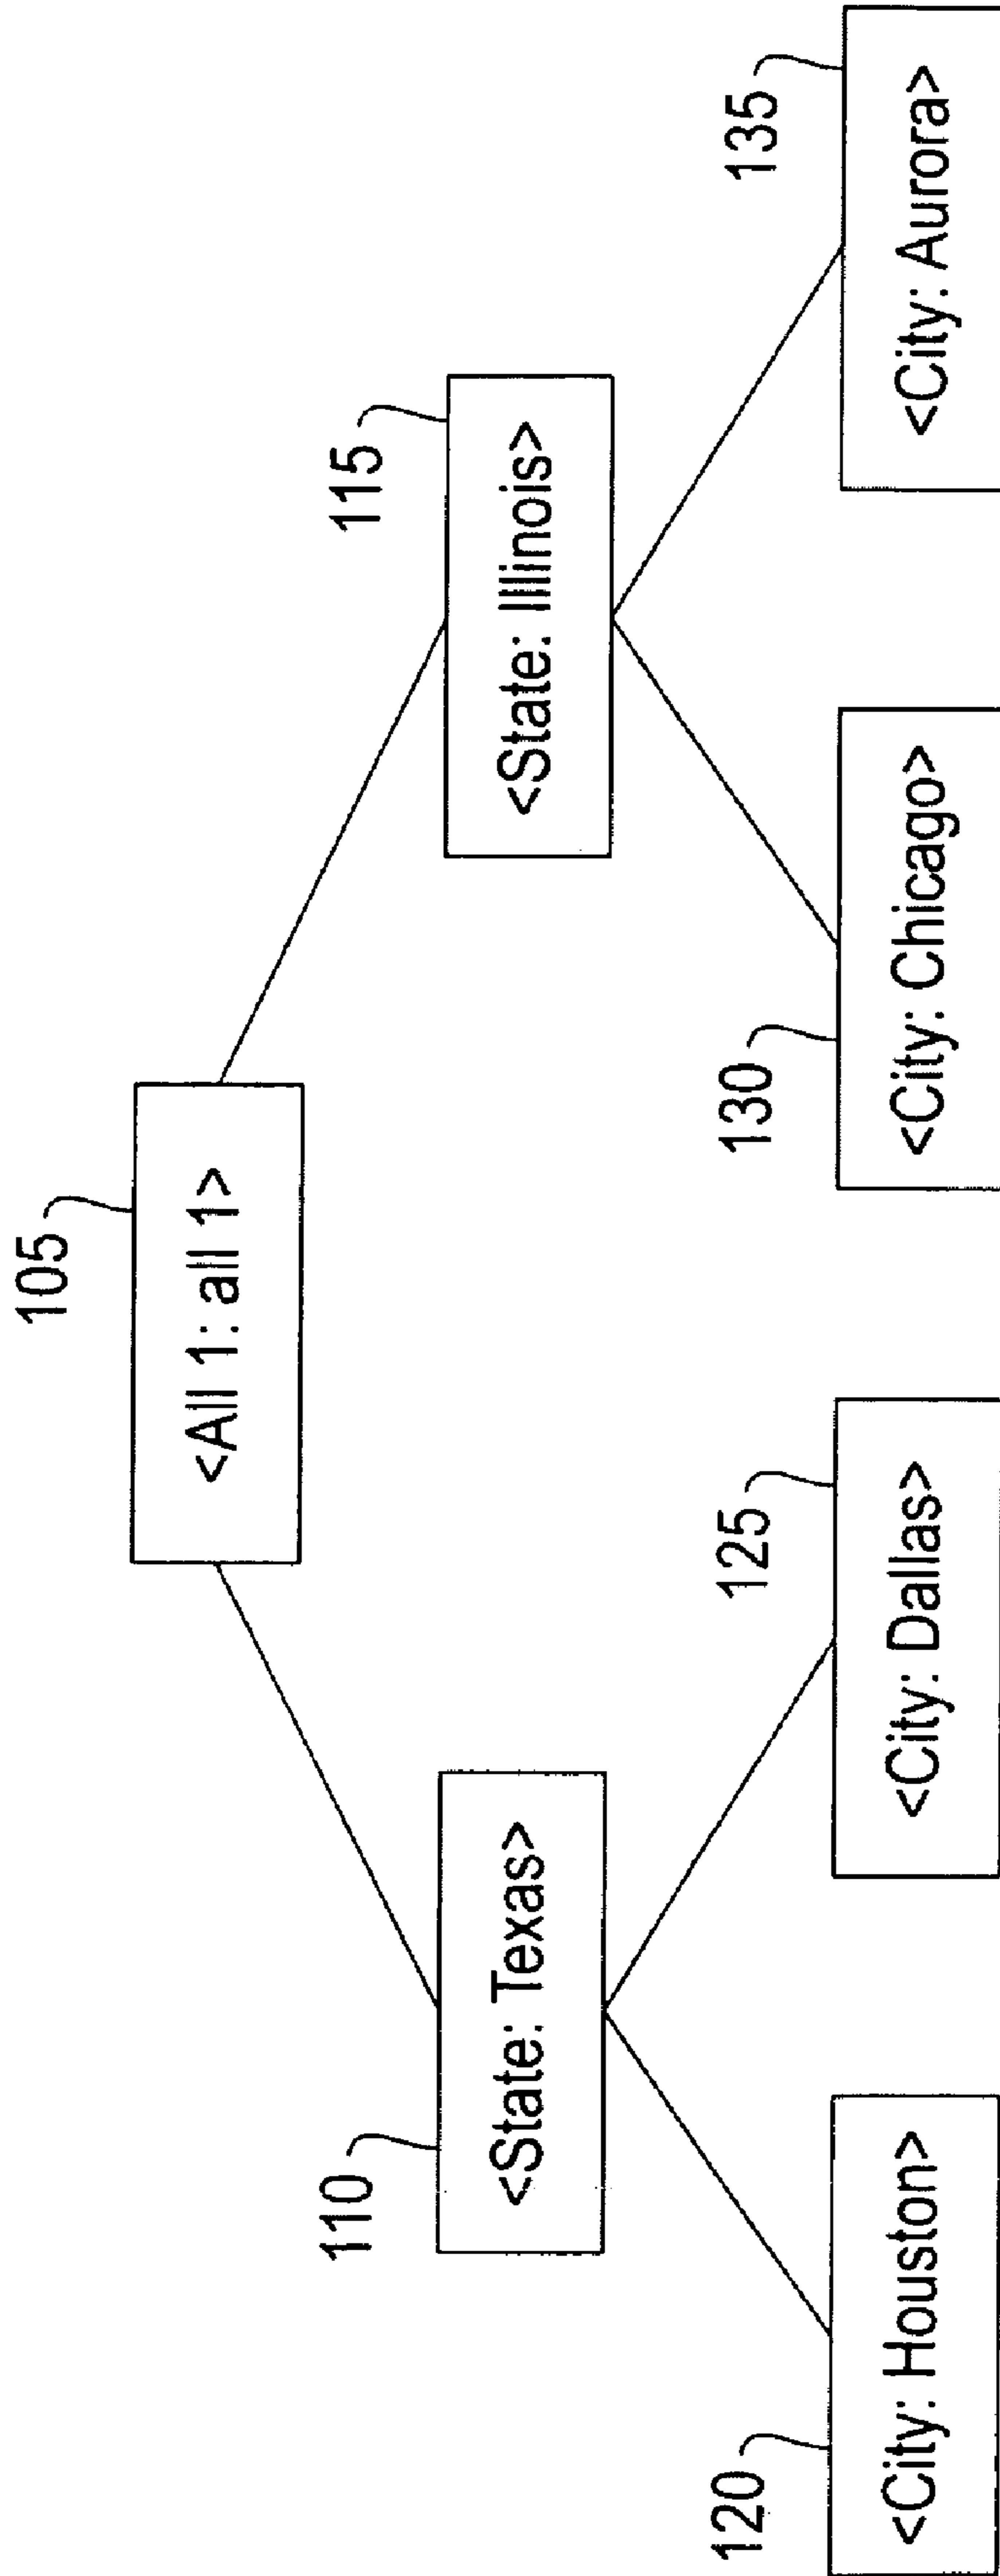 105
<All 1: all 1>
110
<State: Texas>
115
<State: Illinois>
120
<City: Houston>
125
<City: Dallas>
130
<City: Chicago>
135
<City: Aurora>